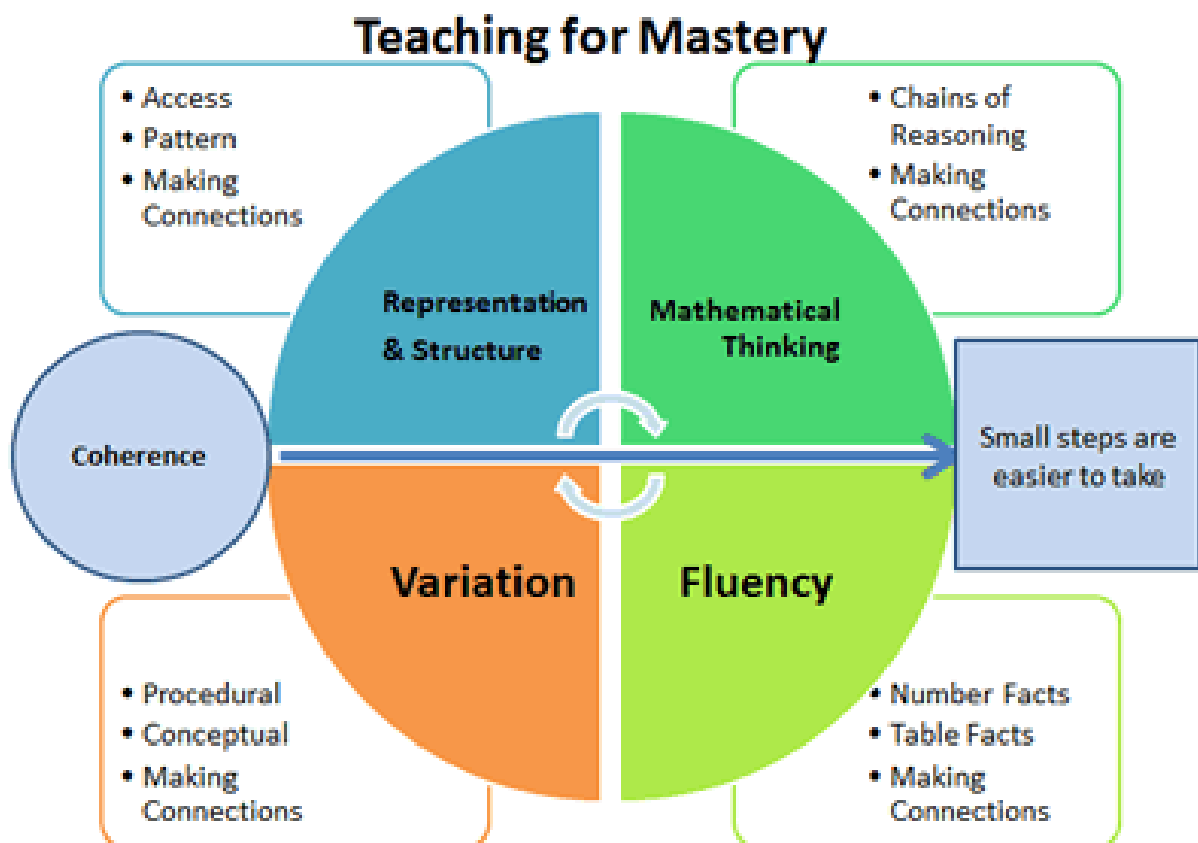 Teaching for Mastery
• Access
• Pattern
• Making
Connections
• Chains of
Reasoning
• Making
Connections
Representation
& Structure
Mathematical
Thinking
Coherence
Small steps are
easier to take
Variation
Fluency
• Procedural
• Conceptual
• Making
Connections
• Number Facts
• Table Facts
• Making
Connections